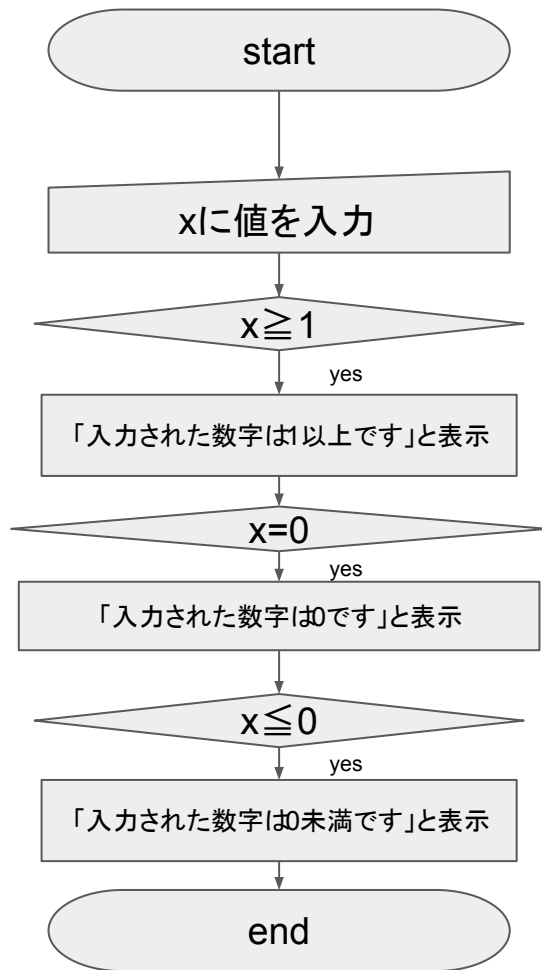 start
xに値を入力
x≧1
yes
「入力された数字は1以上です」と表示
x=0
yes
「入力された数字は0です」と表示
x≦0
yes
「入力された数字は0未満です」と表示
end